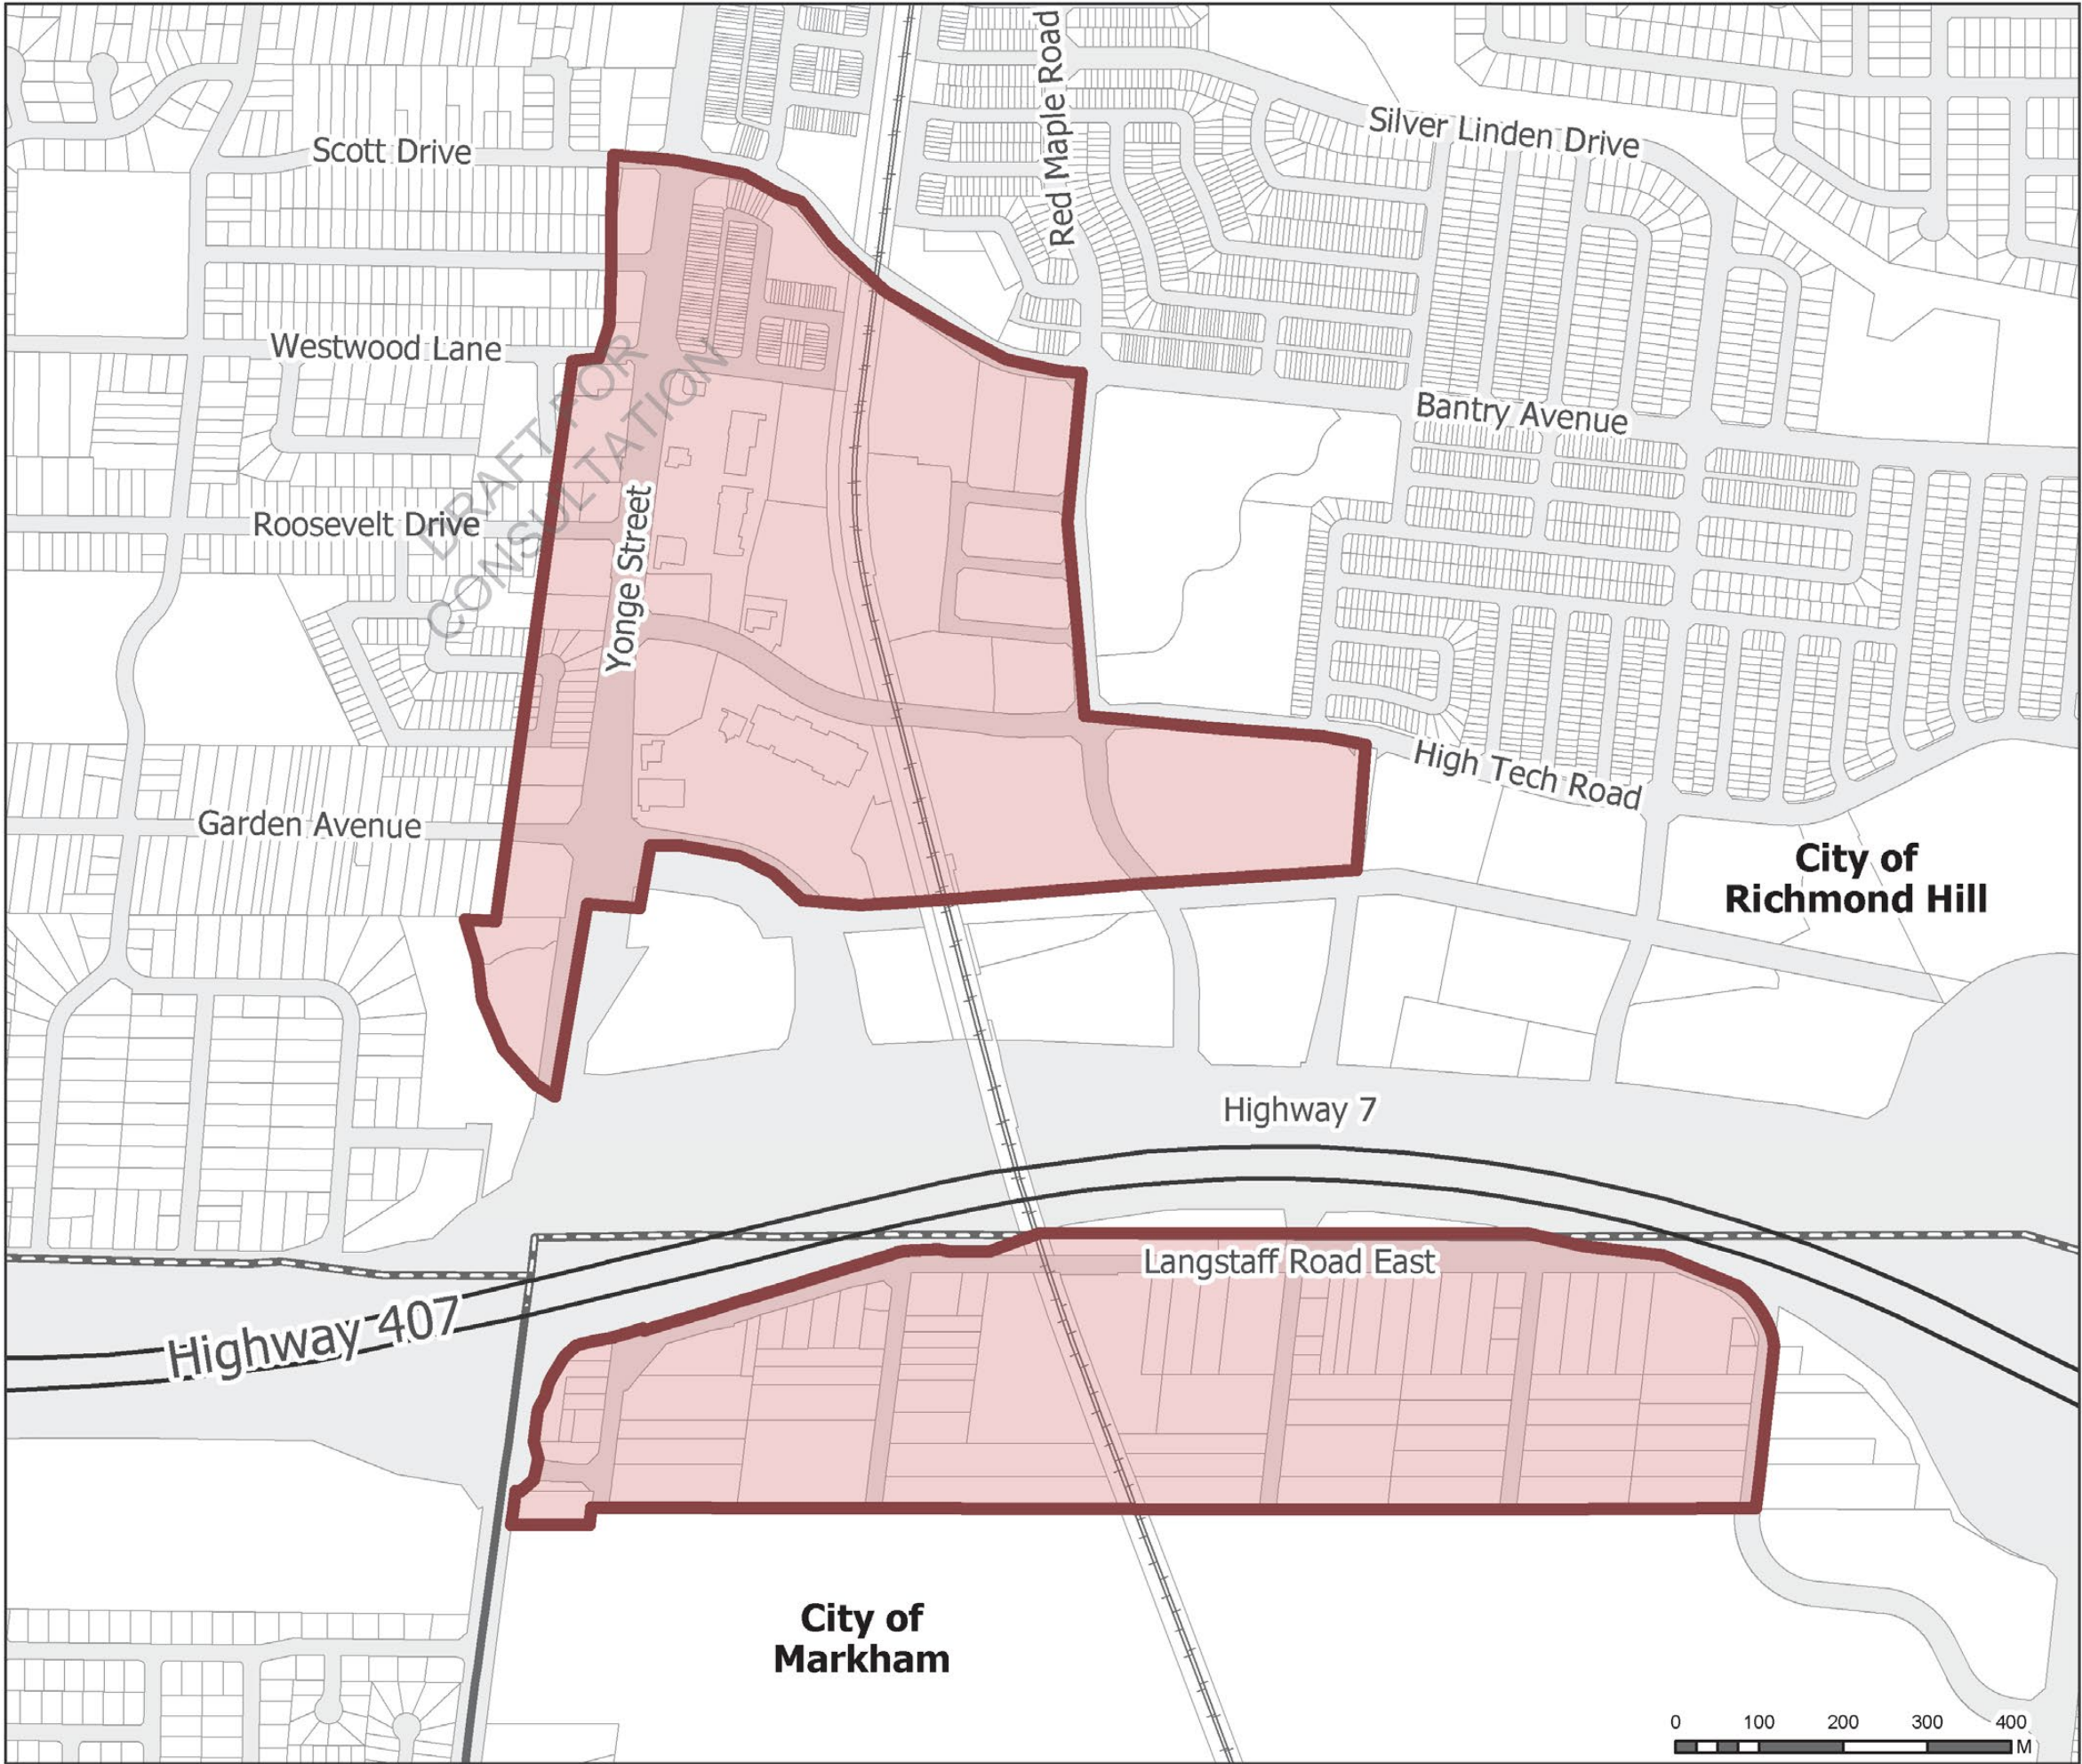 Red Maple Road
Silver Linden Drive
Scott Drive
Westwood Lane
DRAFT FOR
CONSULTATION
Bantry Avenue
Roosevelt Drive
Yonge Street
High Tech Road
Garden Avenue
City of
Richmond Hill
Highway 7
Langstaff Road East
Highway 407
City of
Markham
0 100 200 300 400
M